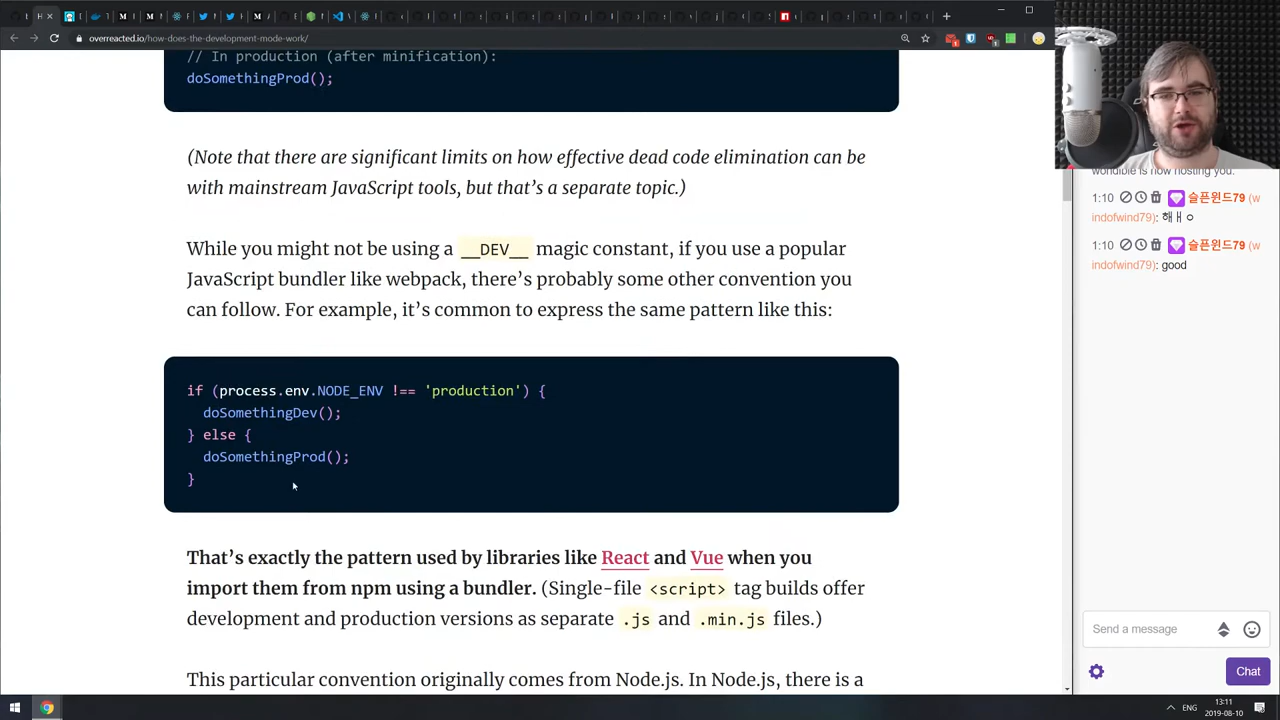 overreacted.io/how-does-the-development-mode-work/
// In production (after minification):
doSomethingProd();
(Note that there are significant limits on how effective dead code elimination can be
with mainstream JavaScript tools, but that’s a separate topic.)
While you might not be using a __DEV__ magic constant, if you use a popular
JavaScript bundler like webpack, there’s probably some other convention you
can follow. For example, it’s common to express the same pattern like this:
if (process.env.NODE_ENV !== 'production') {
doSomethingDev();
} else {
doSomethingProd();
}
That’s exactly the pattern used by libraries like React and Vue when you
import them from npm using a bundler. (Single-file <script> tag builds offer
development and production versions as separate .js and .min.js files.)
This particular convention originally comes from Node.js. In Node.js, there is a
is now hosting you.
1:10 슬픈윈드79 (w
indofwind79): 해ㅐㅇ
1:10 슬픈윈드79 (w
indofwind79): good
Send a message
Chat
ENG
13:11
2019-08-10